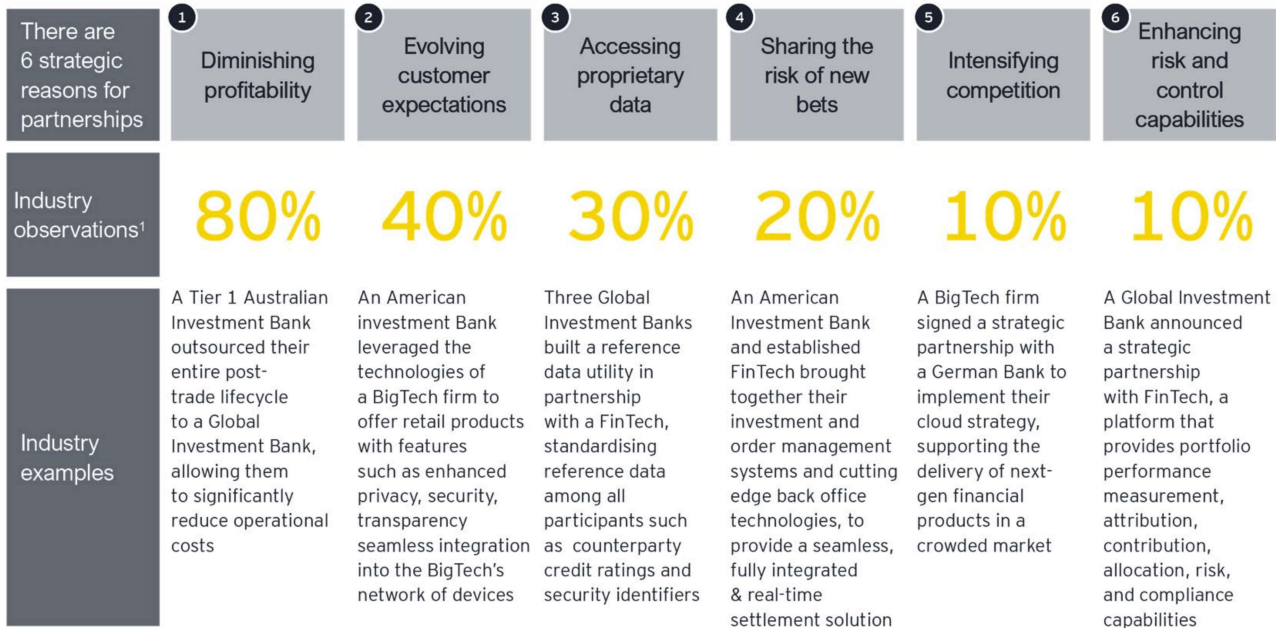 There are
6 strategic
reasons for
partnerships
1
Diminishing
profitability
2
Evolving
customer
expectations
3
Accessing
proprietary
data
4
Sharing the
risk of new
bets
5
Intensifying
competition
6
Enhancing
risk and
control
capabilities
Industry
observations¹
80%
40%
30%
20%
10%
10%
Industry
examples
A Tier 1 Australian
Investment Bank
outsourced their
entire post-
trade lifecycle
to a Global
Investment Bank,
allowing them
to significantly
reduce operational
costs
An American
investment Bank
leveraged the
technologies of
a BigTech firm to
offer retail products
with features
such as enhanced
privacy, security,
transparency
seamless integration
into the BigTech's
network of devices
Three Global
Investment Banks
built a reference
data utility in
partnership
with a FinTech,
standardising
reference data
among all
participants such
as counterparty
credit ratings and
security identifiers
An American
Investment Bank
and established
FinTech brought
together their
investment and
order management
systems and cutting
edge back office
technologies, to
provide a seamless,
fully integrated
& real-time
settlement solution
A BigTech firm
signed a strategic
partnership with
a German Bank to
implement their
cloud strategy,
supporting the
delivery of next-
gen financial
products in a
crowded market
A Global Investment
Bank announced
a strategic
partnership
with FinTech, a
platform that
provides portfolio
performance
measurement,
attribution,
contribution,
allocation, risk,
and compliance
capabilities